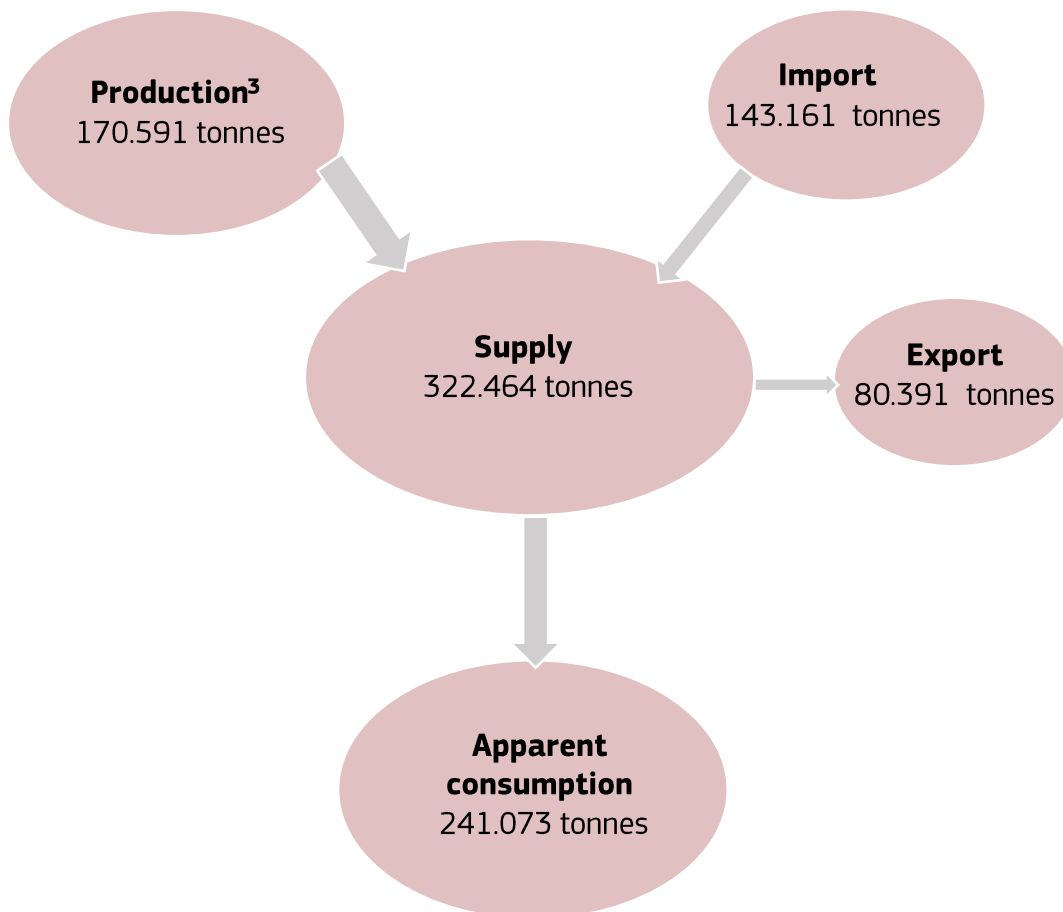 Production³
170.591 tonnes
Import
143.161 tonnes
Supply
322.464 tonnes
Export
80.391 tonnes
Apparent
consumption
241.073 tonnes